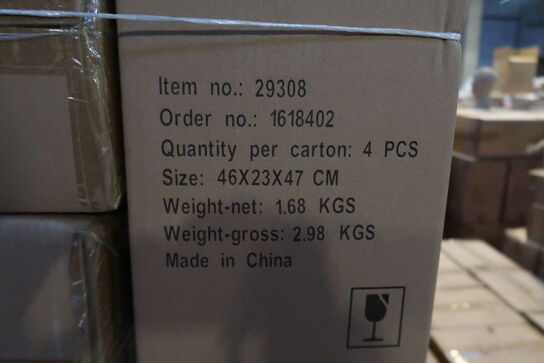 Item no.: 29308
Order no.: 1618402
Quantity per carton: 4 PCS
Size: 46X23X47 CM
Weight-net: 1.68 KGS
Weight-gross: 2.98 KGS
Made in China